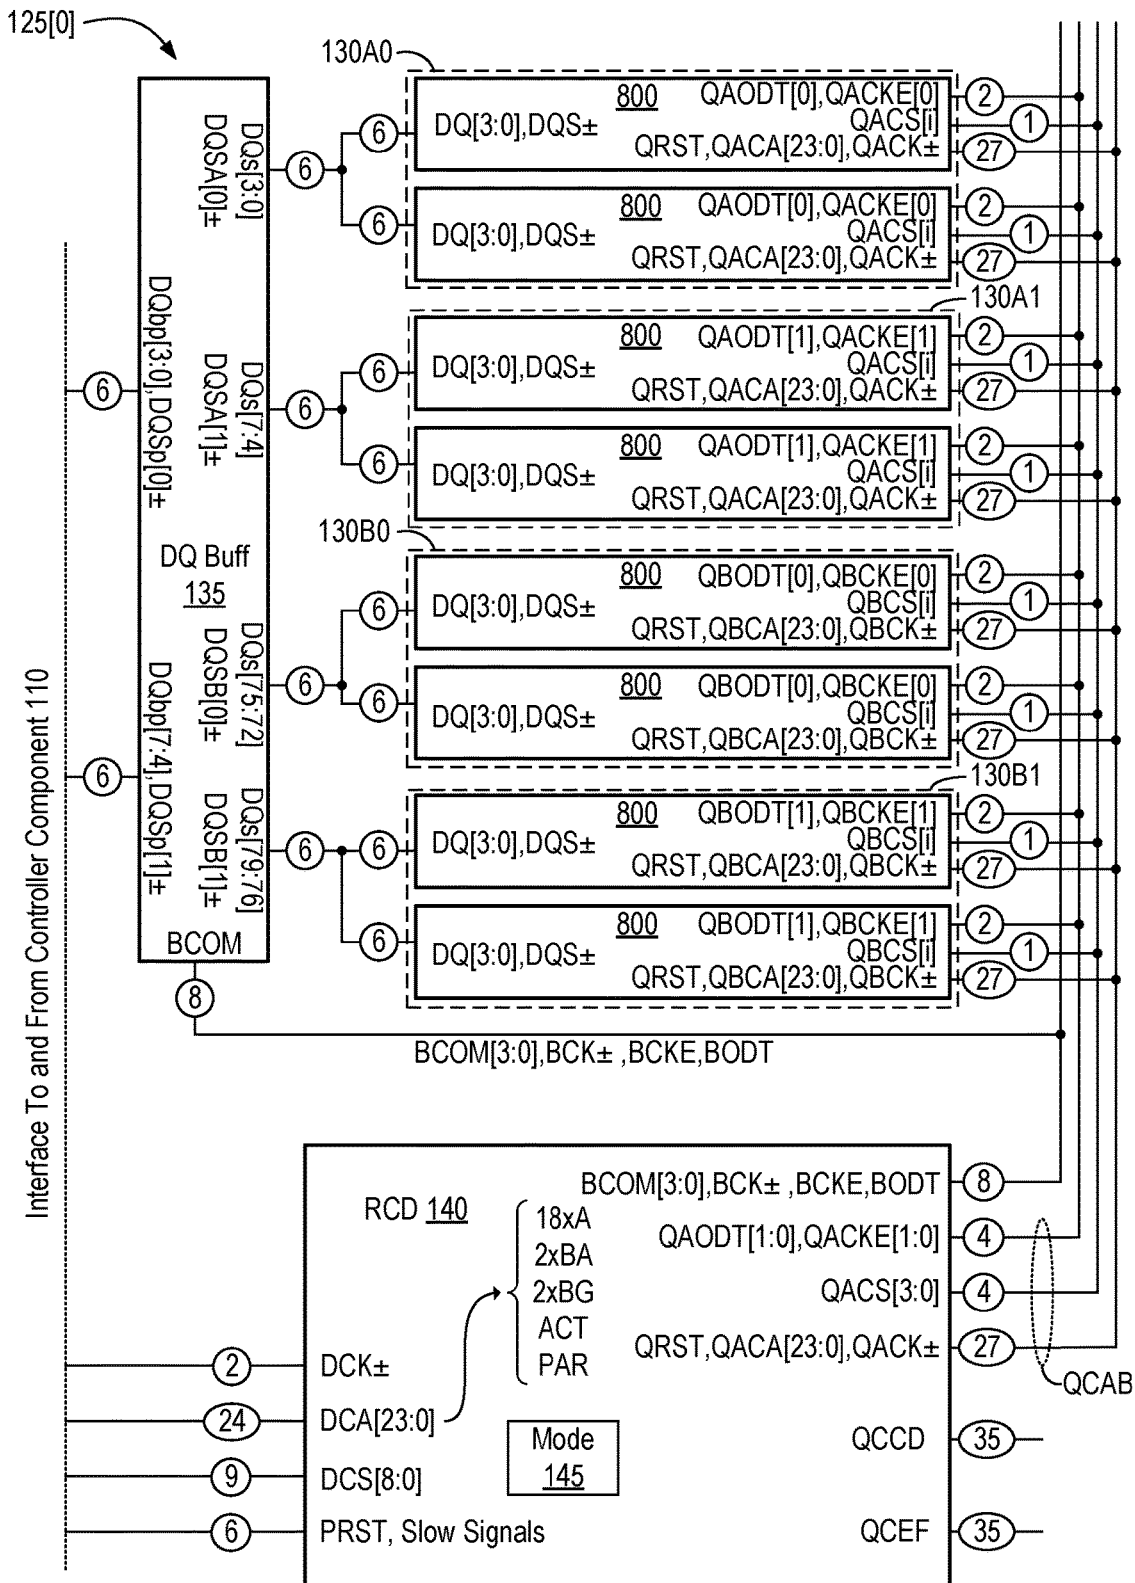 125[0]
130A0
800 QAODT[0],QACKE[0] 2
QACS[i] 1
DQ[3:0],DQS±
QRST,QACA[23:0],QACK± 27
6
800 QAODT[0],QACKE[0] 2
QACS[i] 1
DQ[3:0],DQS±
QRST,QACA[23:0],QACK± 27
6
DQs[3:0]
DQSA[0]±
6
130A1
800 QAODT[1],QACKE[1] 2
QACS[i] 1
DQ[3:0],DQS±
QRST,QACA[23:0],QACK± 27
6
800 QAODT[1],QACKE[1] 2
QACS[i] 1
DQ[3:0],DQS±
QRST,QACA[23:0],QACK± 27
6
DQs[7:4]
DQSA[1]±
6
DQbp[3:0],DQSp[0]±
6
DQ Buff
135
130B0
800 QBODT[0],QBCKE[0] 2
QBCS[i] 1
DQ[3:0],DQS±
QRST,QBCA[23:0],QBCK± 27
6
800 QBODT[0],QBCKE[0] 2
QBCS[i] 1
DQ[3:0],DQS±
QRST,QBCA[23:0],QBCK± 27
6
DQs[75:72]
DQSB[0]±
6
130B1
800 QBODT[1],QBCKE[1] 2
QBCS[i] 1
DQ[3:0],DQS±
QRST,QBCA[23:0],QBCK± 27
6
800 QBODT[1],QBCKE[1] 2
QBCS[i] 1
DQ[3:0],DQS±
QRST,QBCA[23:0],QBCK± 27
6
DQs[79:76]
DQSB[1]±
6
DQbp[7:4],DQSp[1]±
6
BCOM
8
BCOM[3:0],BCK± ,BCKE,BODT
Interface To and From Controller Component 110
RCD 140
18xA
2xBA
2xBG
ACT
PAR
BCOM[3:0],BCK± ,BCKE,BODT 8
QAODT[1:0],QACKE[1:0] 4
QACS[3:0] 4
QRST,QACA[23:0],QACK± 27
QCAB
2 DCK±
24 DCA[23:0]
9 DCS[8:0]
6 PRST, Slow Signals
Mode
145
QCCD 35
QCEF 35